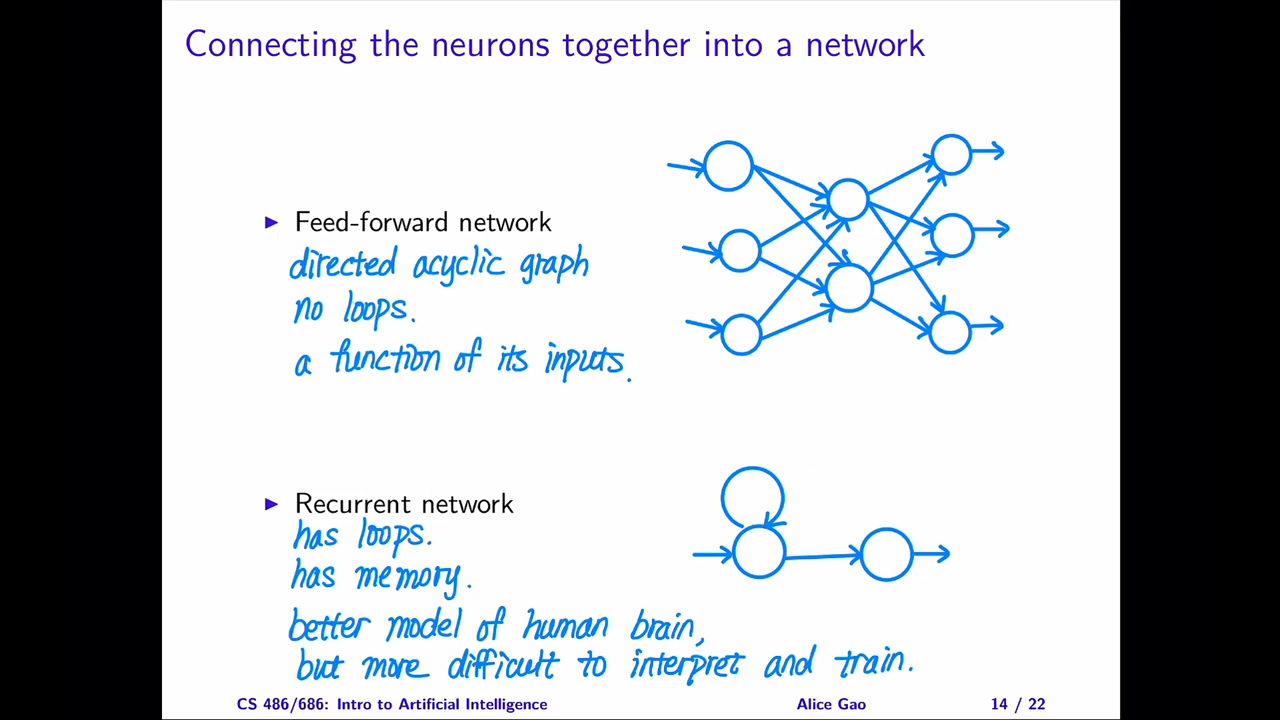 Connecting the neurons together into a network
▶ Feed-forward network
directed acyclic graph
no loops.
a function of its inputs.
▶ Recurrent network
has loops.
has memory.
better model of human brain,
but more difficult to interpret and train.
CS 486/686: Intro to Artificial Intelligence Alice Gao 14 / 22